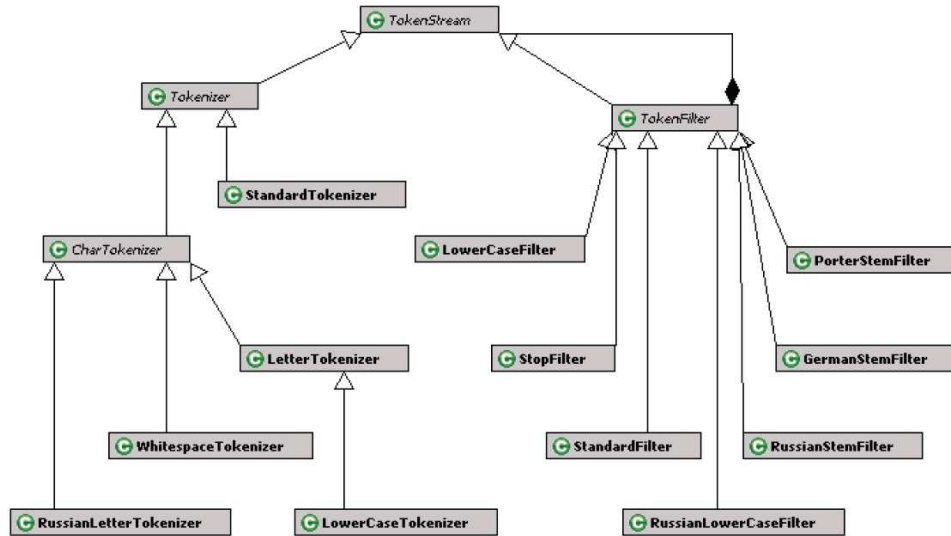 TokenStream
Tokenizer
TokenFilter
StandardTokenizer
CharTokenizer
LowerCaseFilter
PorterStemFilter
LetterTokenizer
StopFilter
GermanStemFilter
WhitespaceTokenizer
StandardFilter
RussianStemFilter
RussianLetterTokenizer
LowerCaseTokenizer
RussianLowerCaseFilter